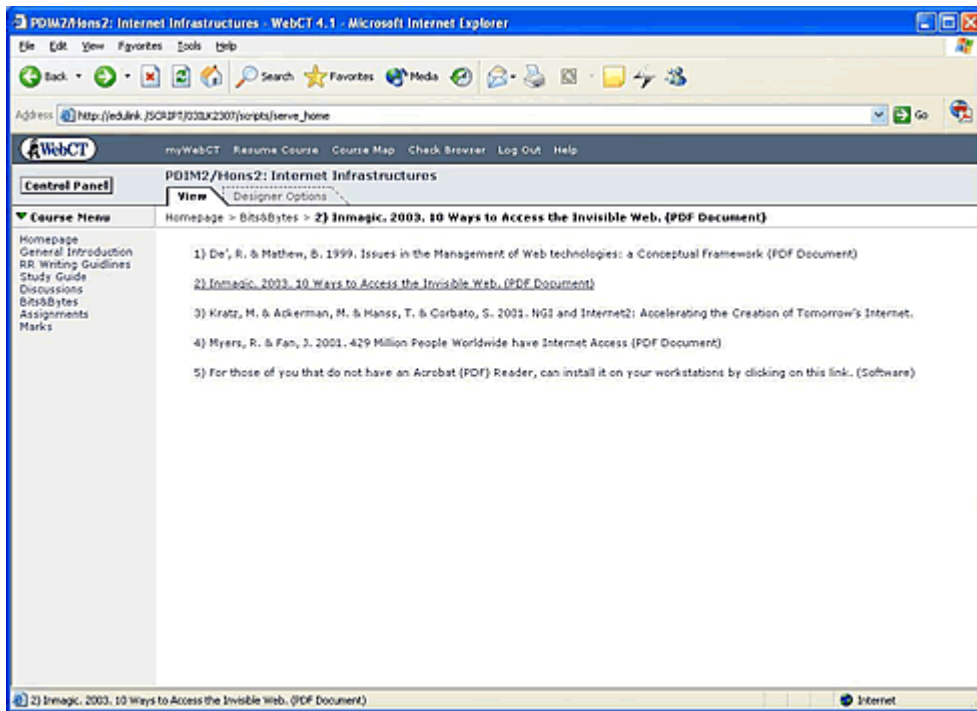 PDIM2/Hons2: Internet Infrastructures - WebCT 4.1 - Microsoft Internet Explorer
File Edit View Favorites Tools Help
Back Search Favorites Media
Address http://edulink. /SCRIPT/03ILK2307/scripts/serve_home Go
WebCT myWebCT Resume Course Course Map Check Browser Log Out Help
Control Panel
PDIM2/Hons2: Internet Infrastructures
View Designer Options
Course Menu
Homepage > Bits&Bytes > 2) Inmagic. 2003. 10 Ways to Access the Invisible Web. (PDF Document)
Homepage
General Introduction
RR Writing Guidlines
Study Guide
Discussions
Bits&Bytes
Assignments
Marks
1) De', R. & Mathew, B. 1999. Issues in the Management of Web technologies: a Conceptual Framework (PDF Document)
2) Inmagic. 2003. 10 Ways to Access the Invisible Web. (PDF Document)
3) Kratz, M. & Ackerman, M. & Hanss, T. & Corbato, S. 2001. NGI and Internet2: Accelerating the Creation of Tomorrow's Internet.
4) Myers, R. & Fan, J. 2001. 429 Million People Worldwide have Internet Access (PDF Document)
5) For those of you that do not have an Acrobat (PDF) Reader, can install it on your workstations by clicking on this link. (Software)
2) Inmagic. 2003. 10 Ways to Access the Invisible Web. (PDF Document) Internet